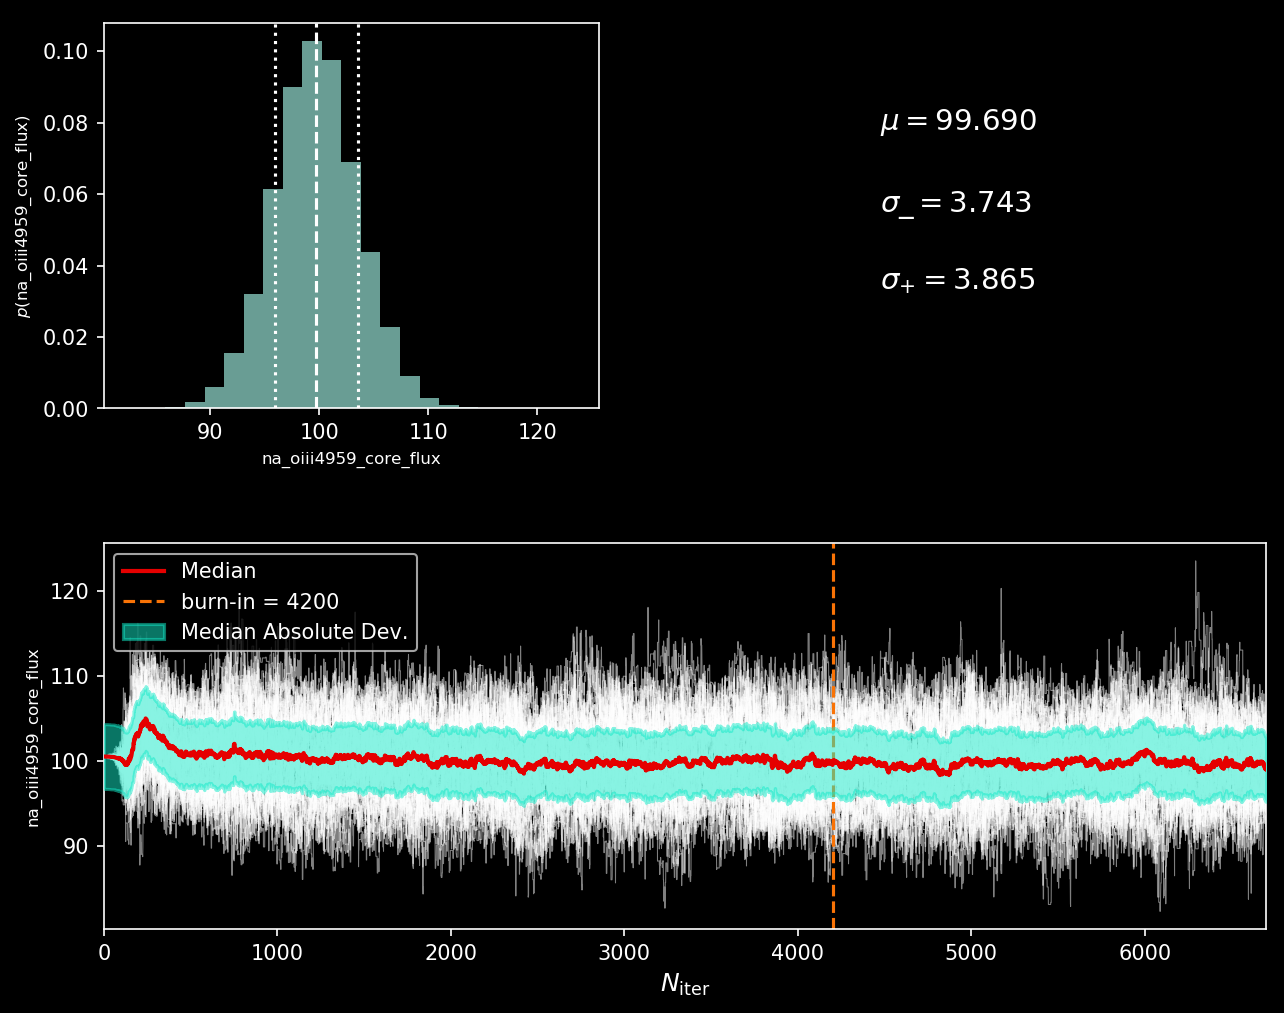 0.10
0.08
0.06
0.04
0.02
0.00
p(na_oiii4959_core_flux)
90 100 110 120
na_oiii4959_core_flux
μ = 99.690
σ_ = 3.743
σ+ = 3.865
Median
burn-in = 4200
Median Absolute Dev.
120
110
100
90
na_oiii4959_core_flux
0 1000 2000 3000 4000 5000 6000
Niter